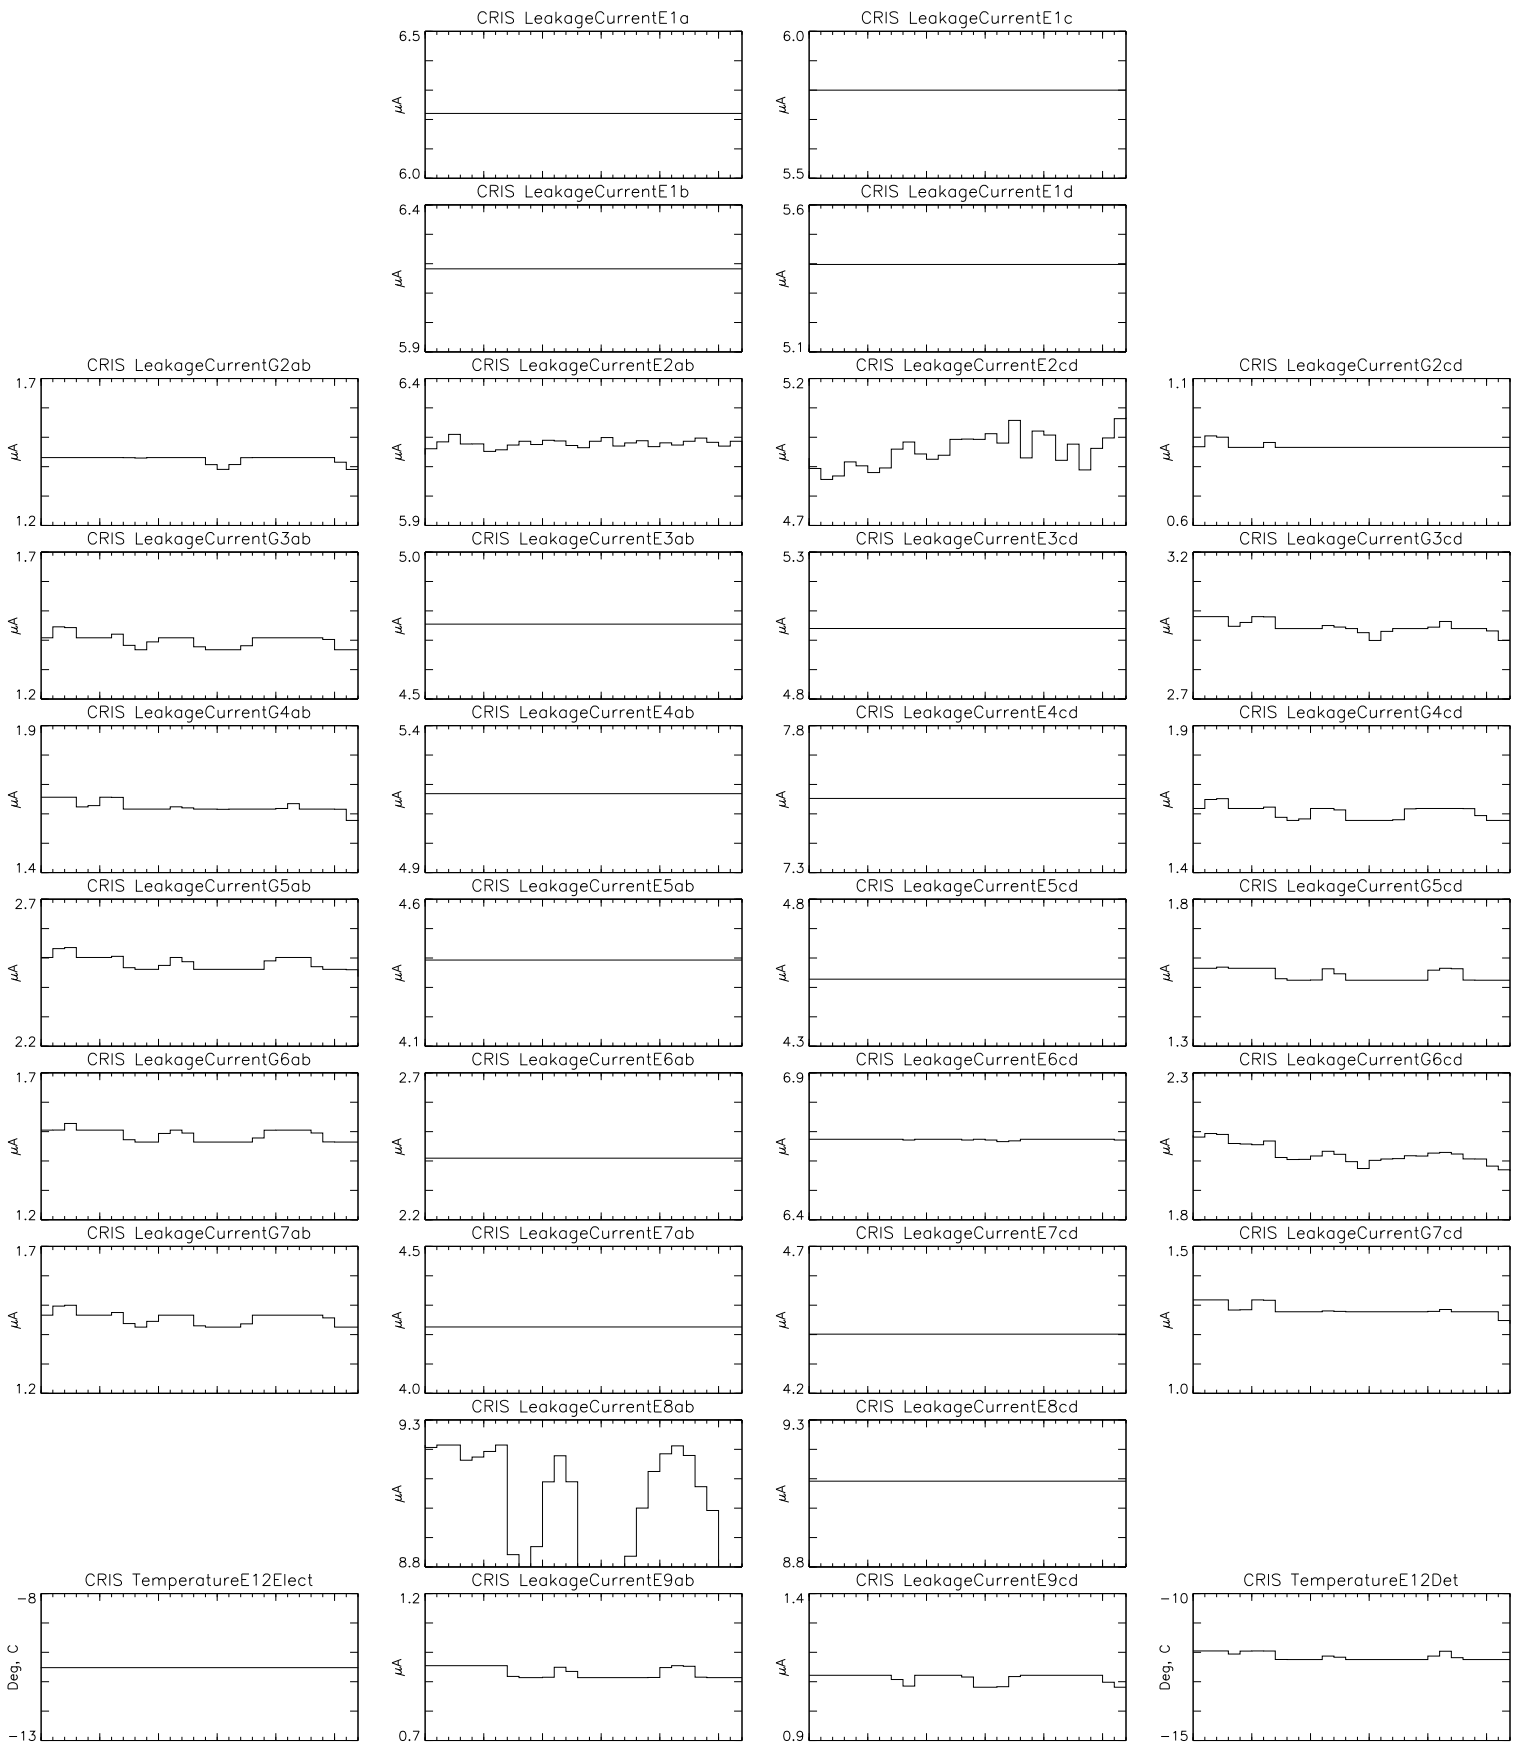 CRIS LeakageCurrentE1a CRIS LeakageCurrentE1c
6.5 6.0
μA μA
6.0 5.5
CRIS LeakageCurrentE1b CRIS LeakageCurrentE1d
6.4 5.6
μA μA
5.9 5.1
CRIS LeakageCurrentG2ab CRIS LeakageCurrentE2ab CRIS LeakageCurrentE2cd CRIS LeakageCurrentG2cd
1.7 6.4 5.2 1.1
μA μA μA μA
1.2 5.9 4.7 0.6
CRIS LeakageCurrentG3ab CRIS LeakageCurrentE3ab CRIS LeakageCurrentE3cd CRIS LeakageCurrentG3cd
1.7 5.0 5.3 3.2
μA μA μA μA
1.2 4.5 4.8 2.7
CRIS LeakageCurrentG4ab CRIS LeakageCurrentE4ab CRIS LeakageCurrentE4cd CRIS LeakageCurrentG4cd
1.9 5.4 7.8 1.9
μA μA μA μA
1.4 4.9 7.3 1.4
CRIS LeakageCurrentG5ab CRIS LeakageCurrentE5ab CRIS LeakageCurrentE5cd CRIS LeakageCurrentG5cd
2.7 4.6 4.8 1.8
μA μA μA μA
2.2 4.1 4.3 1.3
CRIS LeakageCurrentG6ab CRIS LeakageCurrentE6ab CRIS LeakageCurrentE6cd CRIS LeakageCurrentG6cd
1.7 2.7 6.9 2.3
μA μA μA μA
1.2 2.2 6.4 1.8
CRIS LeakageCurrentG7ab CRIS LeakageCurrentE7ab CRIS LeakageCurrentE7cd CRIS LeakageCurrentG7cd
1.7 4.5 4.7 1.5
μA μA μA μA
1.2 4.0 4.2 1.0
CRIS LeakageCurrentE8ab CRIS LeakageCurrentE8cd
9.3 9.3
μA μA
8.8 8.8
CRIS TemperatureE12Elect CRIS LeakageCurrentE9ab CRIS LeakageCurrentE9cd CRIS TemperatureE12Det
-8 1.2 1.4 -10
Deg, C μA μA Deg, C
-13 0.7 0.9 -15